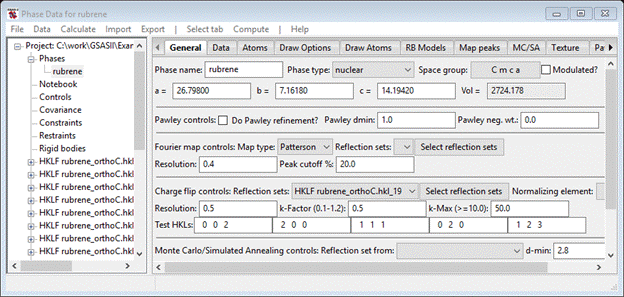 Phase Data for rubrene
File Data Calculate Import Export | Select tab Compute | Help
Project: C:\work\GSASII\Exar
Phases
rubrene
Notebook
Controls
Covariance
Constraints
Restraints
Rigid bodies
HKLF rubrene_orthoC.hkl
HKLF rubrene_orthoC.hkl
HKLF rubrene_orthoC.hkl
HKLF rubrene_orthoC.hkl
HKLF rubrene_orthoC.hkl
HKLF rubrene_orthoC.hkl
HKLF rubrene_orthoC.hkl
HKLF rubrene_orthoC.hkl
General Data Atoms Draw Options Draw Atoms RB Models Map peaks MC/SA Texture Pa
Phase name: rubrene Phase type: nuclear Space group: C m c a Modulated?
a = 26.79800 b = 7.16180 c = 14.19420 Vol = 2724.178
Pawley controls: Do Pawley refinement? Pawley dmin: 1.0 Pawley neg. wt.: 0.0
Fourier map controls: Map type: Patterson Reflection sets: Select reflection sets
Resolution: 0.4 Peak cutoff %: 20.0
Charge flip controls: Reflection sets: HKLF rubrene_orthoC.hkl_19 Select reflection sets Normalizing element:
Resolution: 0.5 k-Factor (0.1-1.2): 0.5 k-Max (>=10.0): 50.0
Test HKLs: 0 0 2 2 0 0 1 1 1 0 2 0 1 2 3
Monte Carlo/Simulated Annealing controls: Reflection set from: d-min: 2.8